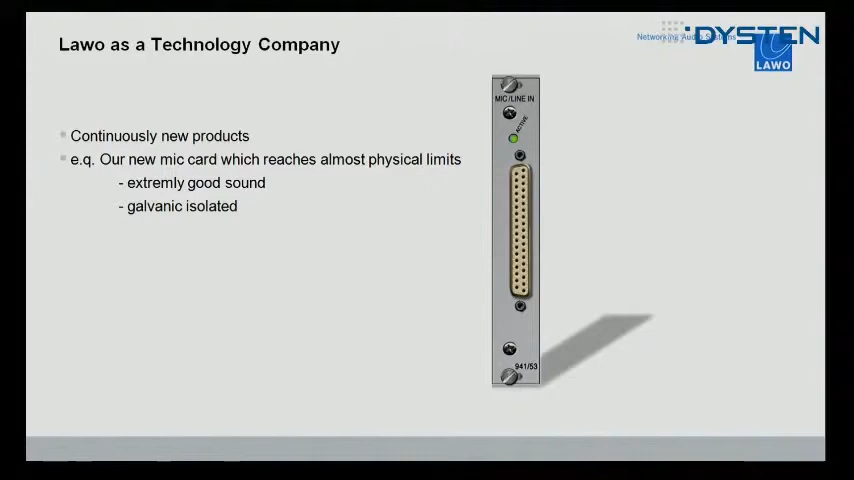 Lawo as a Technology Company
Networking Audio Systems
DYSTEN
LAWO
Continuously new products
e.q. Our new mic card which reaches almost physical limits
- extremly good sound
- galvanic isolated
MIC/LINE IN
ACTIVE
941/53